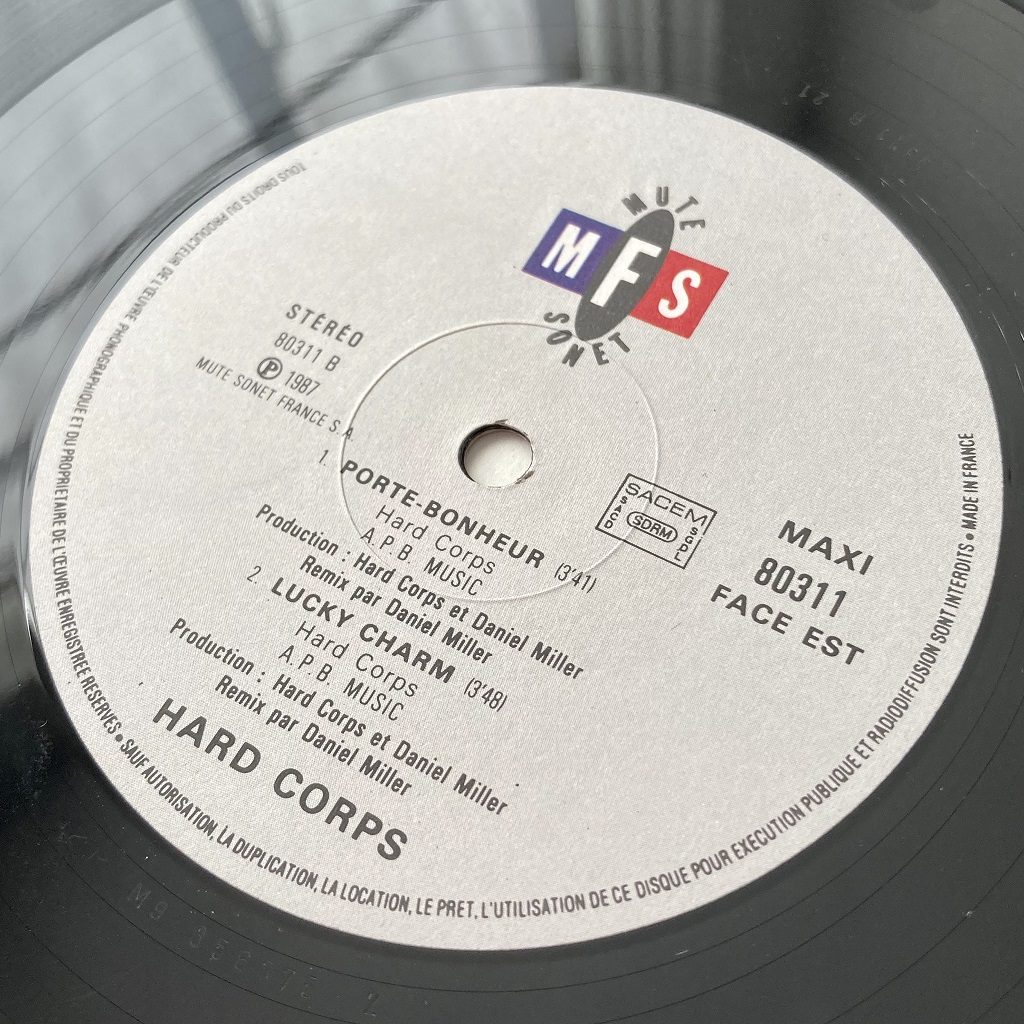 MUTE
MFS
SONET
STÉRÉO
80311 B
Ⓟ 1987
MUTE SONET FRANCE S.A.
1. PORTE-BONHEUR (3'41)
Hard Corps
A.P.B. MUSIC
Production : Hard Corps et Daniel Miller
Remix par Daniel Miller
2. LUCKY CHARM (3'48)
Hard Corps
A.P.B. MUSIC
Production : Hard Corps et Daniel Miller
Remix par Daniel Miller
HARD CORPS
SACEM
SACD
SDRM
SGPL
MAXI
80311
FACE EST
TOUS DROITS DU PRODUCTEUR DE L'ŒUVRE PHONOGRAPHIQUE ET DU PROPRIETAIRE DE L'ŒUVRE ENREGISTREE RESERVES • SAUF AUTORISATION, LA DUPLICATION, LA LOCATION, LE PRET, L'UTILISATION DE CE DISQUE POUR EXECUTION PUBLIQUE ET RADIODIFFUSION SONT INTERDITS • MADE IN FRANCE